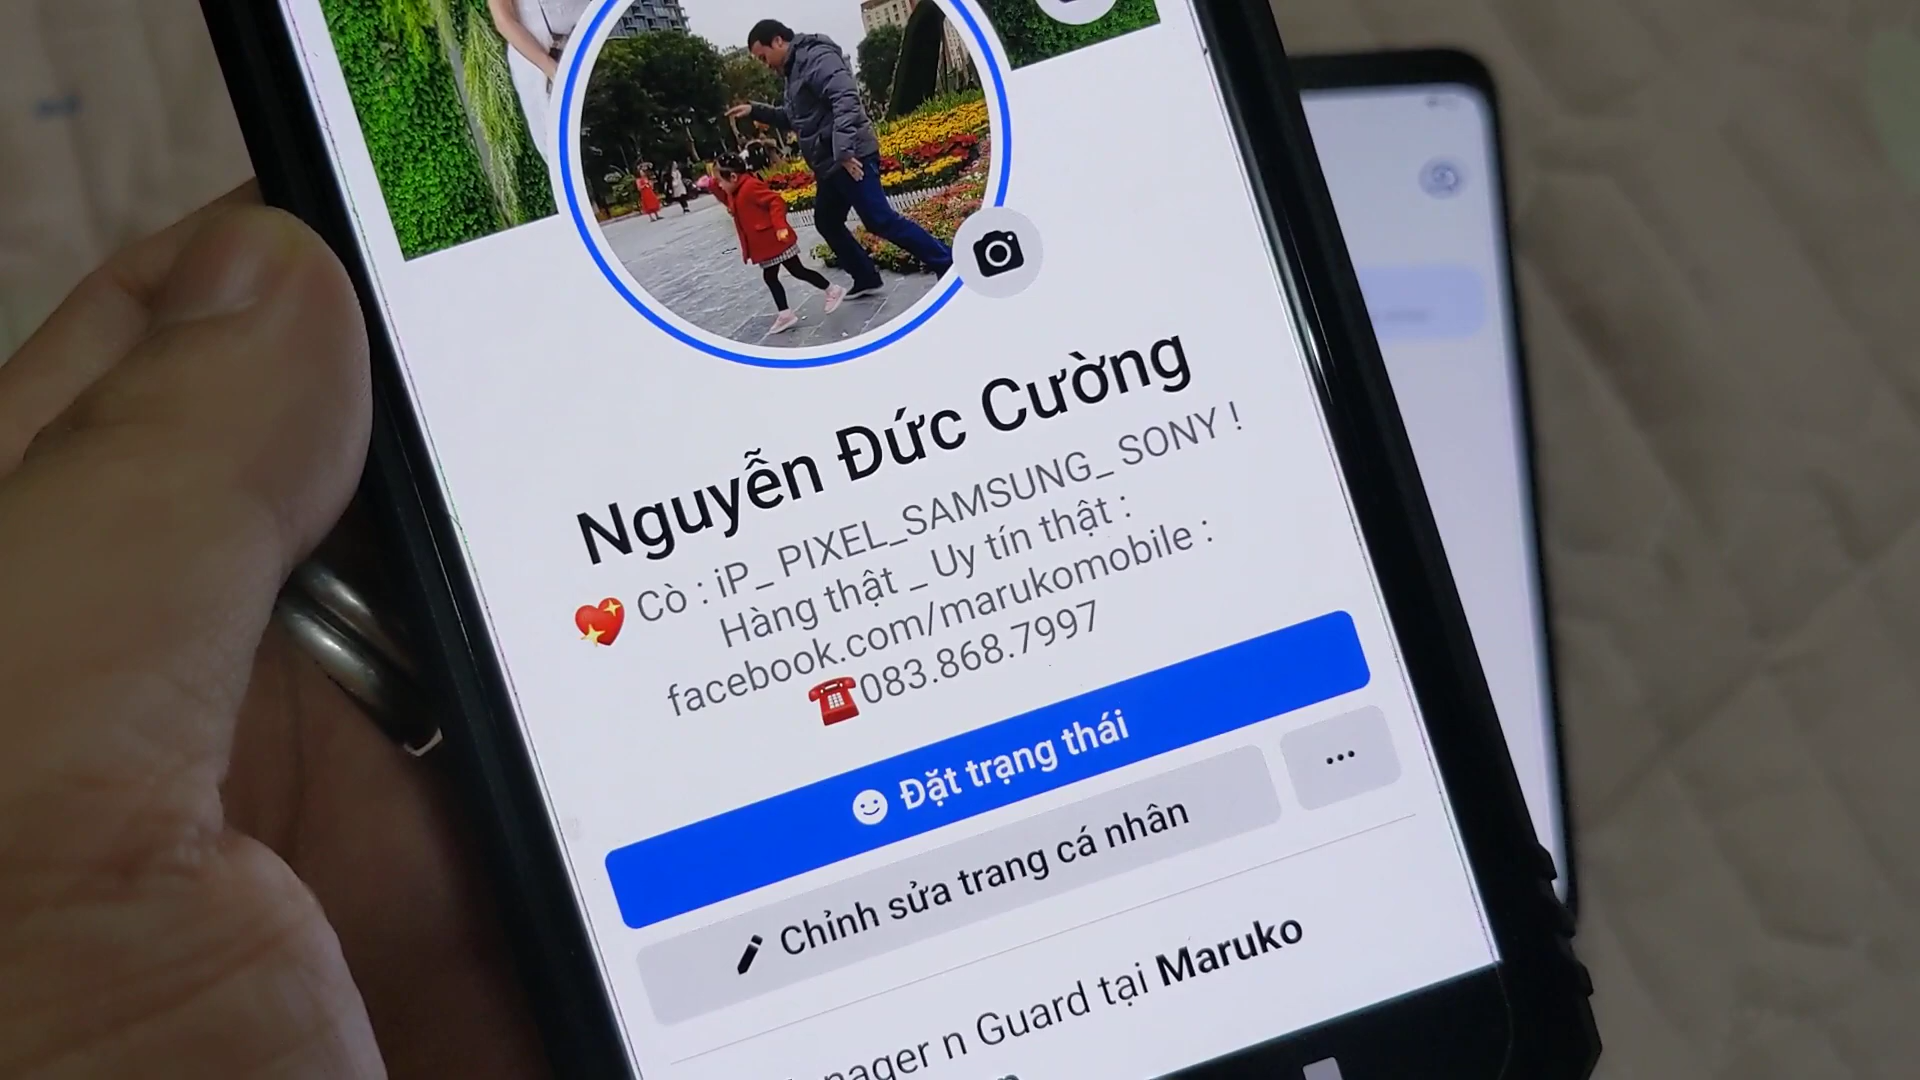 Nguyễn Đức Cường
💖 Cò : iP_ PIXEL_SAMSUNG_ SONY !
Hàng thật _ Uy tín thật :
facebook.com/marukomobile :
☎️083.868.7997
Đặt trạng thái
Chỉnh sửa trang cá nhân
n Guard tại Maruko